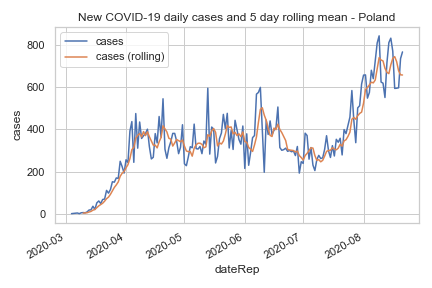 New COVID-19 daily cases and 5 day rolling mean - Poland
cases
cases (rolling)
800
600
400
200
0
cases
2020-03
2020-04
2020-05
2020-06
2020-07
2020-08
dateRep